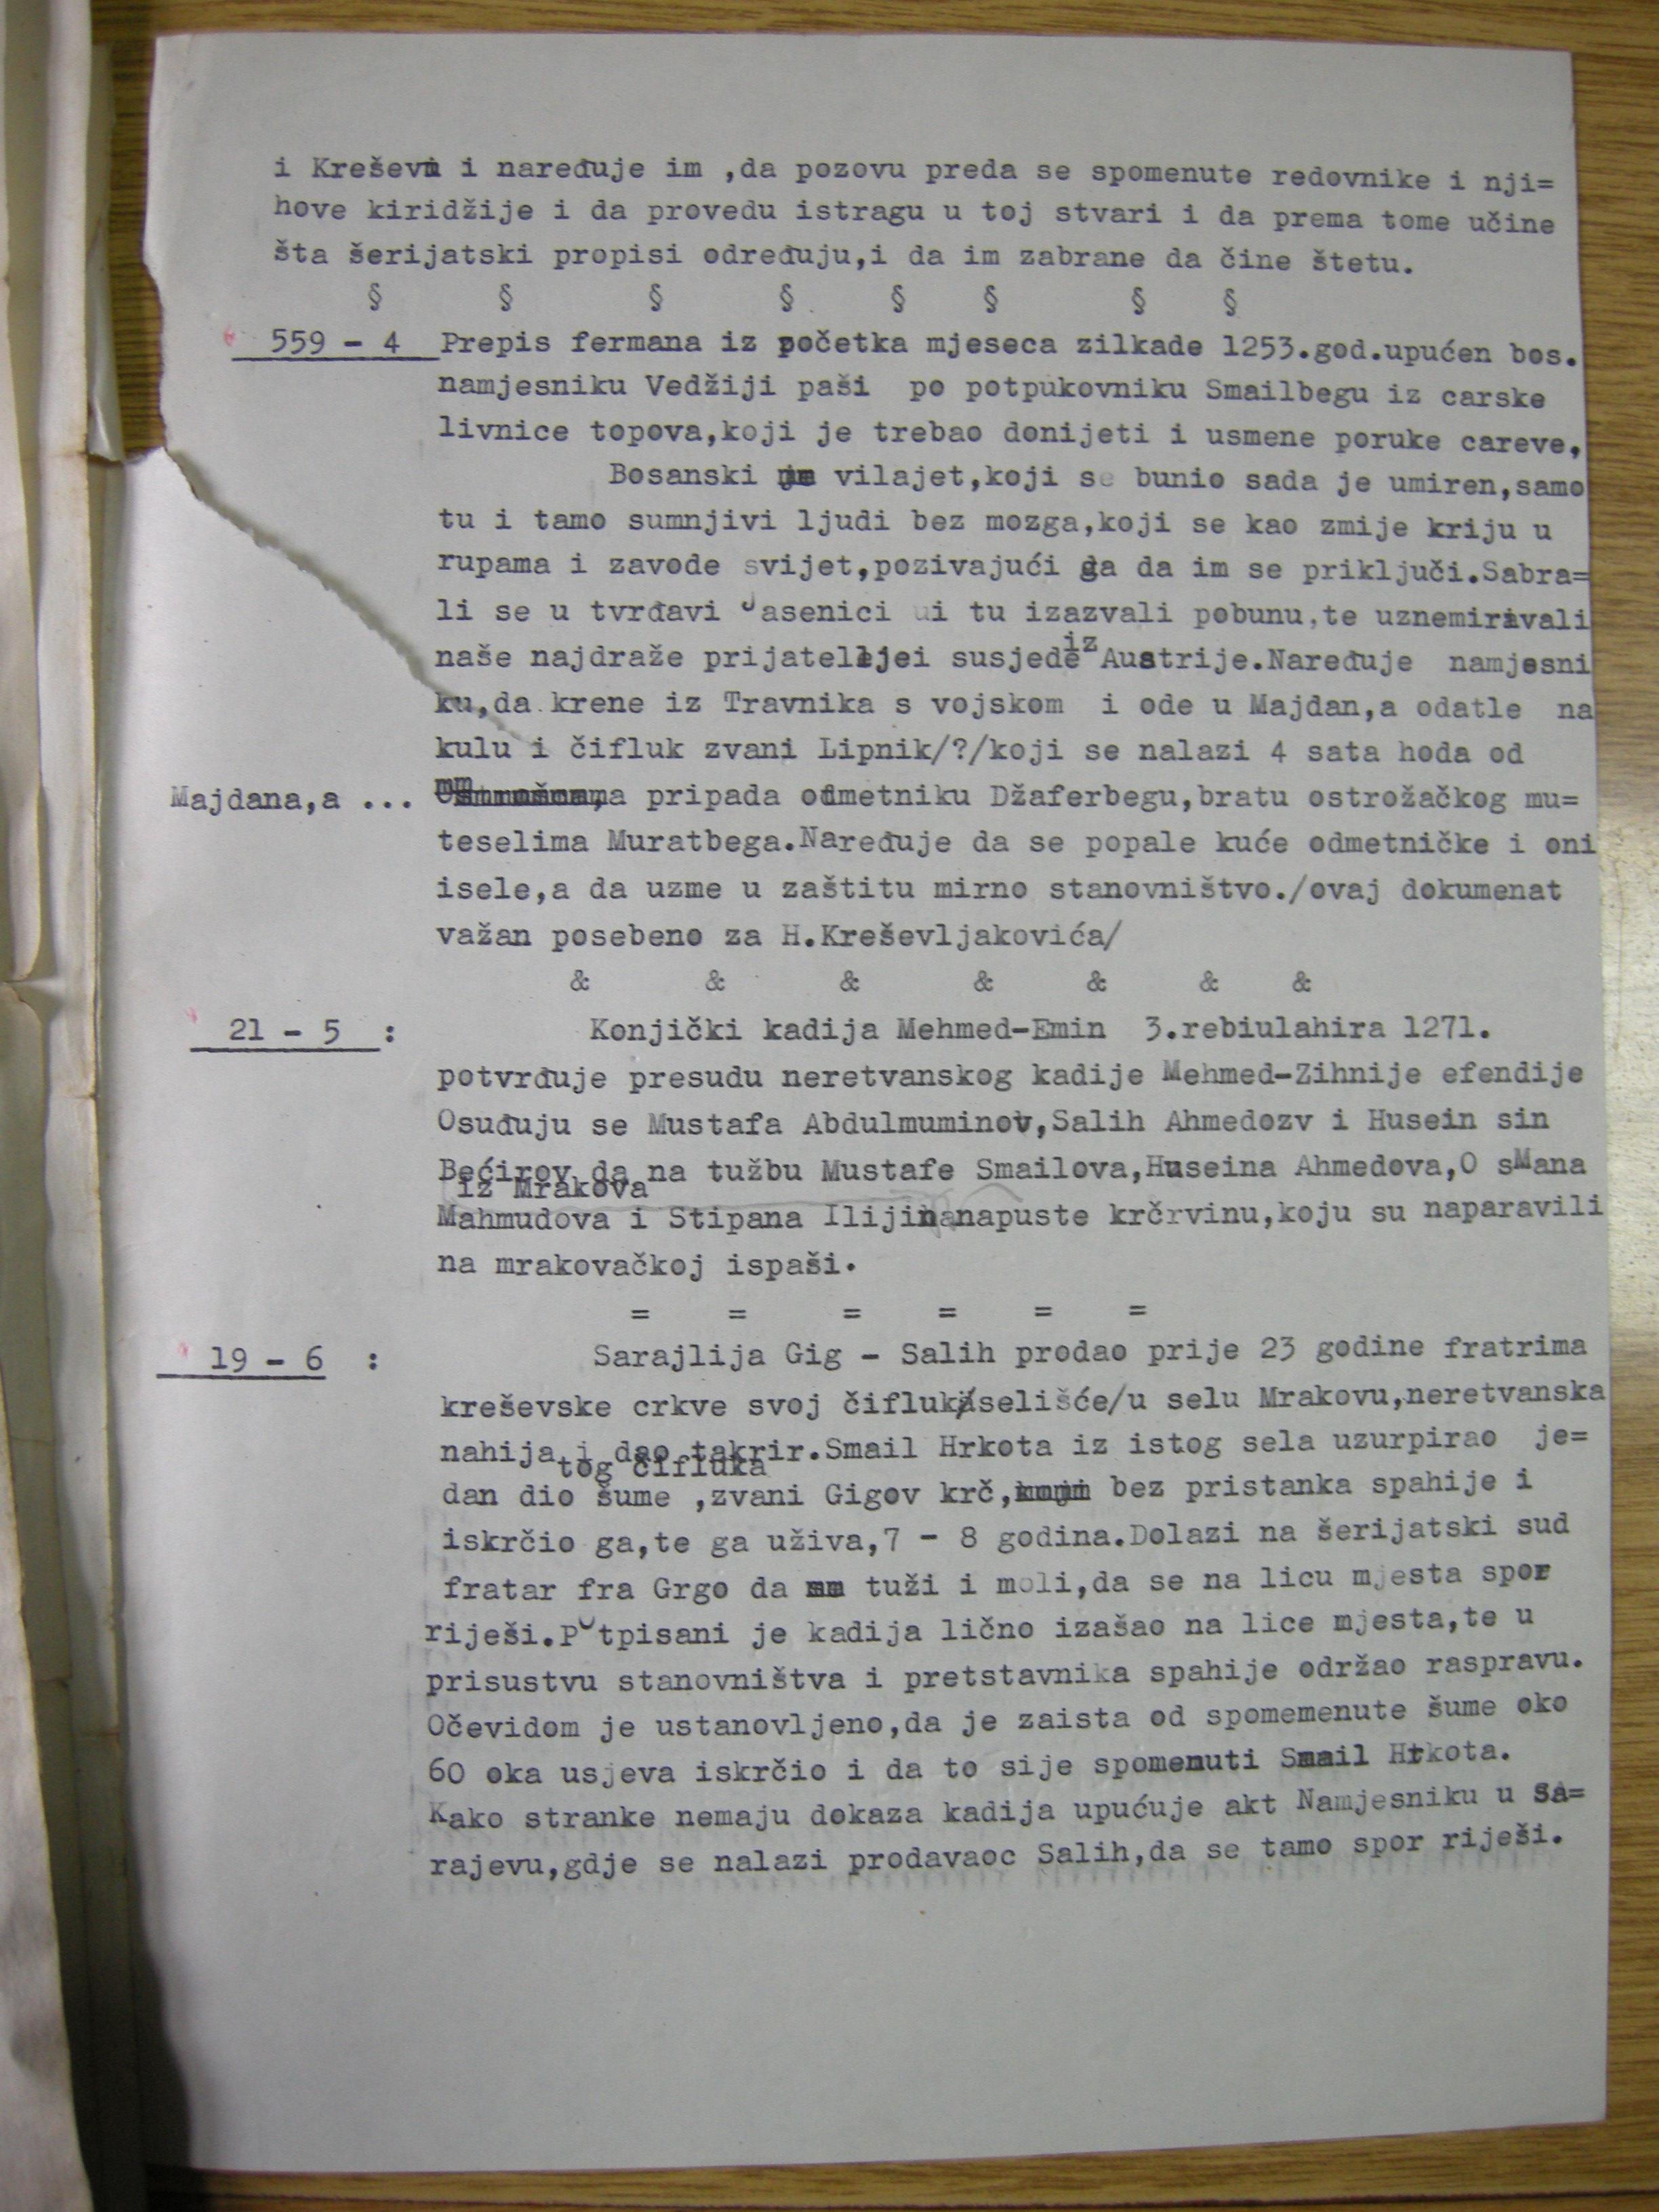 i Kreševu i naređuje im ,da pozovu preda se spomenute redovnike i nji=
hove kiridžije i da provedu istragu u toj stvari i da prema tome učine
šta šerijatski propisi određuju,i da im zabrane da čine štetu.
§ § § § § § § §
559 - 4 Prepis fermana iz početka mjeseca zilkade 1253.god.upućen bos.
namjesniku Vedžiji paši po potpukovniku Smailbegu iz carske
livnice topova,koji je trebao donijeti i usmene poruke careve,
Bosanski vilajet,koji se bunio sada je umiren,samo
tu i tamo sumnjivi ljudi bez mozga,koji se kao zmije kriju u
rupama i zavode svijet,pozivajući ga da im se priključi.Sabra=
li se u tvrđavi Jasenici i tu izazvali pobunu,te uznemiravali
naše najdraže prijatelje i susjede iz Austrije.Naređuje namjesni
ku,da krene iz Travnika s vojskom i ode u Majdan,a odatle na
kulu i čifluk zvani Lipnik/?/koji se nalazi 4 sata hoda od
Majdana,a ... pripada odmetniku Džaferbegu,bratu ostrožačkog mu=
teselima Muratbega.Naređuje da se popale kuće odmetničke i oni
isele,a da uzme u zaštitu mirno stanovništvo./ovaj dokumenat
važan posebeno za H.Kreševljakovića/
& & & & & & &
21 - 5 : Konjički kadija Mehmed-Emin 3.rebiulahira 1271.
potvrđuje presudu neretvanskog kadije Mehmed-Zihnije efendije
Osuđuju se Mustafa Abdulmuminov,Salih Ahmedozv i Husein sin
Bećirov da na tužbu Mustafe Smailova,Huseina Ahmedova,O sMana
iz Mrakova
Mahmudova i Stipana Ilijina napuste krčrvinu,koju su naparavili
na mrakovačkoj ispaši.
= = = = = =
19 - 6 : Sarajlija Gig - Salih prodao prije 23 godine fratrima
kreševske crkve svoj čifluk/selišće/u selu Mrakovu,neretvanska
nahija i dao takrir.Smail Hrkota iz istog sela uzurpirao je=
tog čifluka
dan dio šume ,zvani Gigov krč, bez pristanka spahije i
iskrčio ga,te ga uživa,7 - 8 godina.Dolazi na šerijatski sud
fratar fra Grgo da tuži i moli,da se na licu mjesta spor
riješi.Potpisani je kadija lično izašao na lice mjesta,te u
prisustvu stanovništva i pretstavnika spahije održao raspravu.
Očevidom je ustanovljeno,da je zaista od spomemenute šume oko
60 oka usjeva iskrčio i da to sije spomenuti Smail Hrkota.
Kako stranke nemaju dokaza kadija upućuje akt Namjesniku u Sa=
rajevu,gdje se nalazi prodavaoc Salih,da se tamo spor riješi.